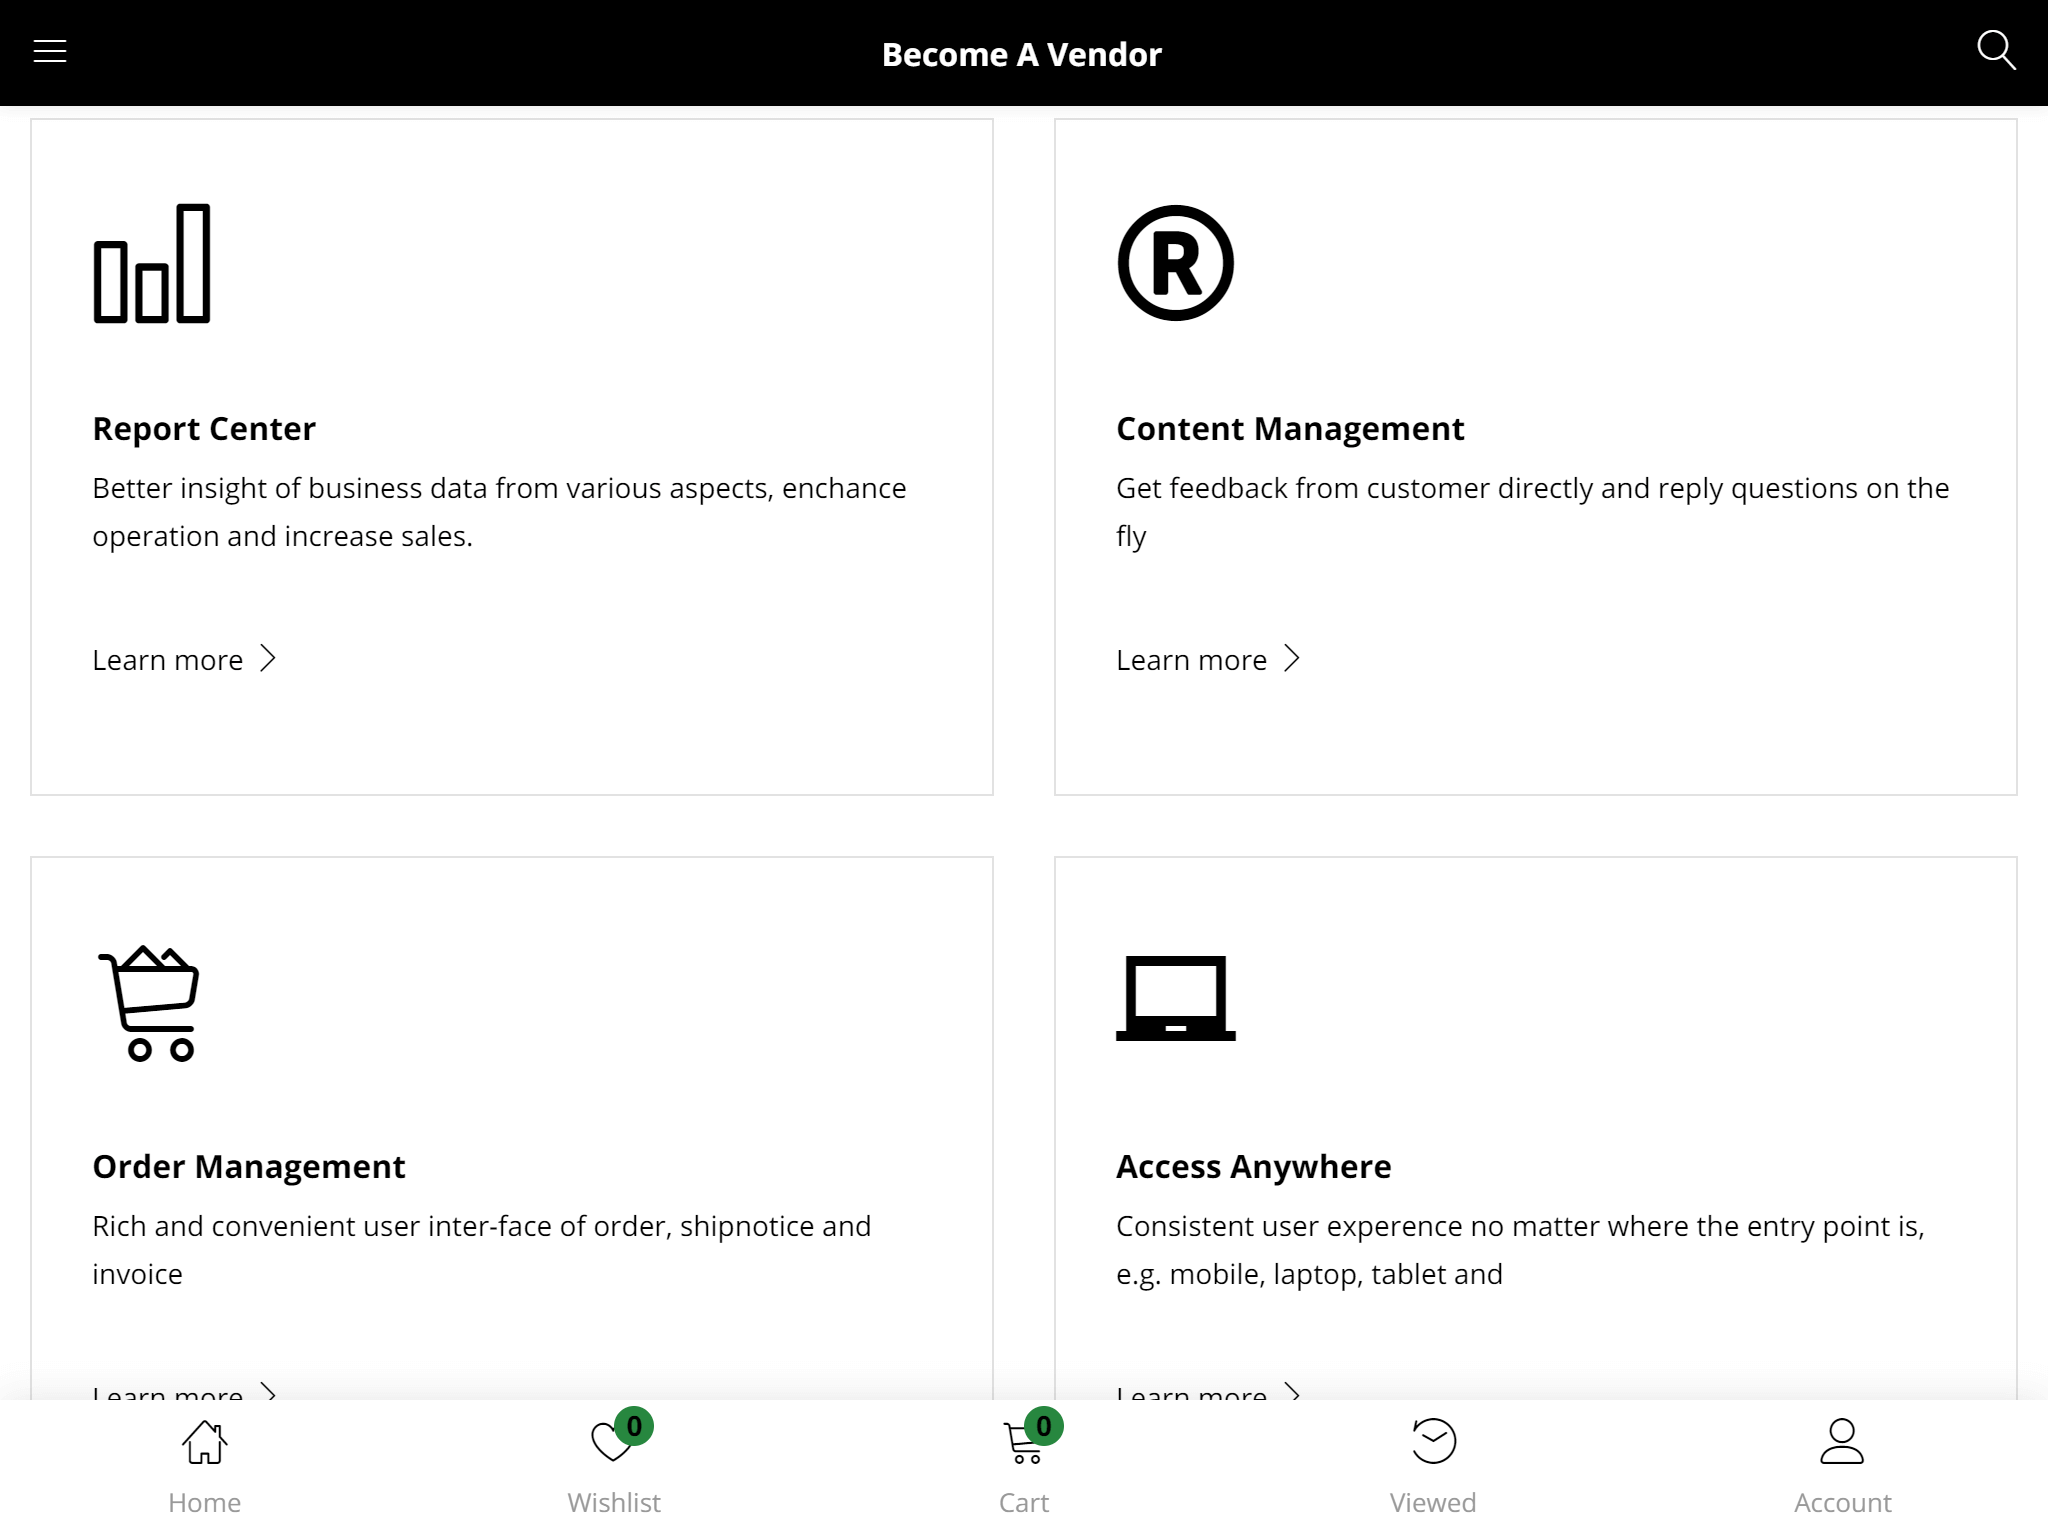 Become A Vendor
R
Report Center
Better insight of business data from various aspects, enchance
operation and increase sales.
Learn more
Content Management
Get feedback from customer directly and reply questions on the
fly
Learn more
Order Management
Rich and convenient user inter-face of order, shipnotice and
invoice
Learn more
Access Anywhere
Consistent user experence no matter where the entry point is,
e.g. mobile, laptop, tablet and
Learn more
Home
0
Wishlist
0
Cart
Viewed
Account